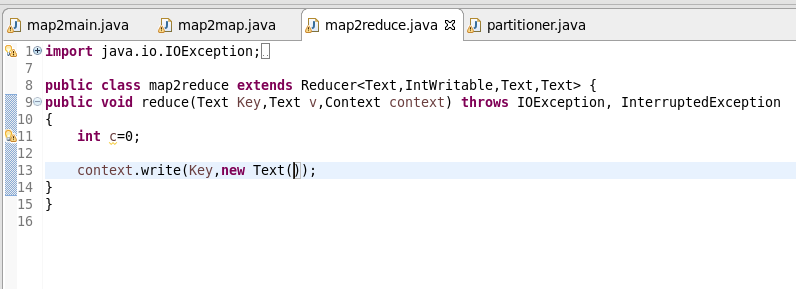 map2main.java map2map.java map2reduce.java partitioner.java
1 import java.io.IOException;
7
8 public class map2reduce extends Reducer<Text,IntWritable,Text,Text> {
9 public void reduce(Text Key,Text v,Context context) throws IOException, InterruptedException
10 {
11     int c=0;
12
13     context.write(Key,new Text());
14 }
15 }
16